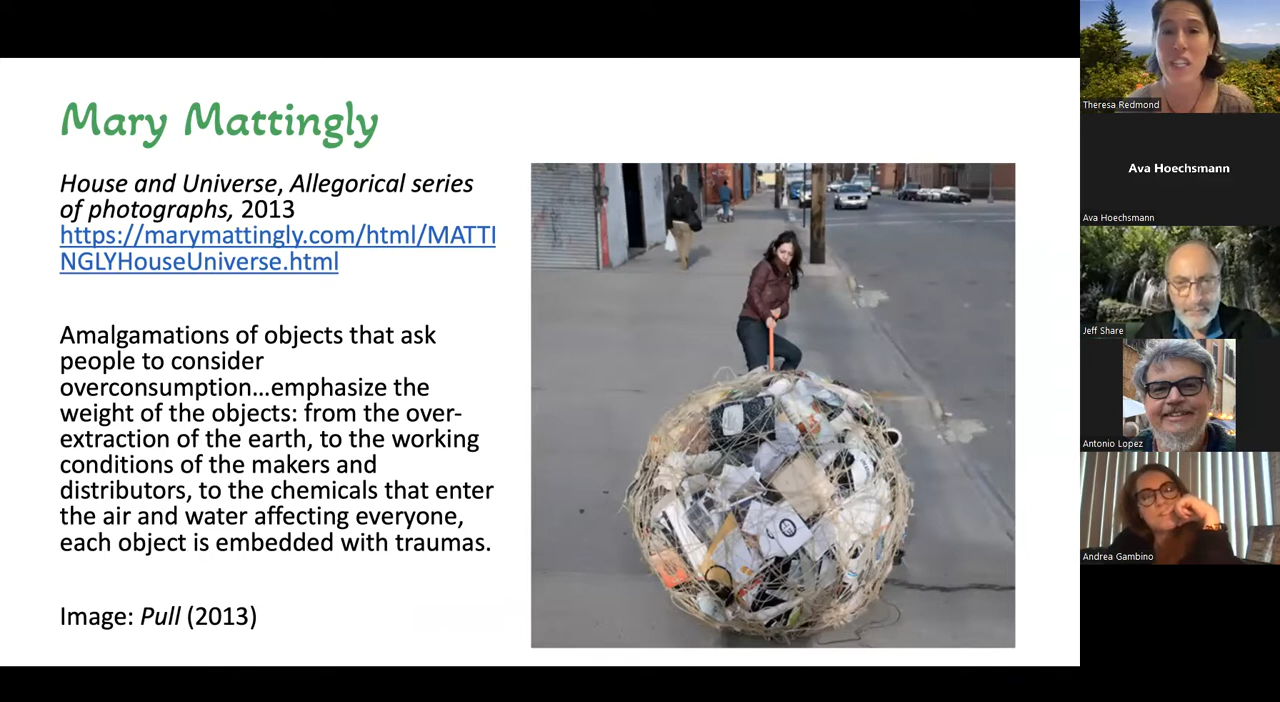 Mary Mattingly
House and Universe, Allegorical series
of photographs, 2013
https://marymattingly.com/html/MATTI
NGLYHouseUniverse.html
Amalgamations of objects that ask
people to consider
overconsumption...emphasize the
weight of the objects: from the over-
extraction of the earth, to the working
conditions of the makers and
distributors, to the chemicals that enter
the air and water affecting everyone,
each object is embedded with traumas.
Image: Pull (2013)
Theresa Redmond
Ava Hoechsmann
Ava Hoechsmann
Jeff Share
Antonio Lopez
Andrea Gambino